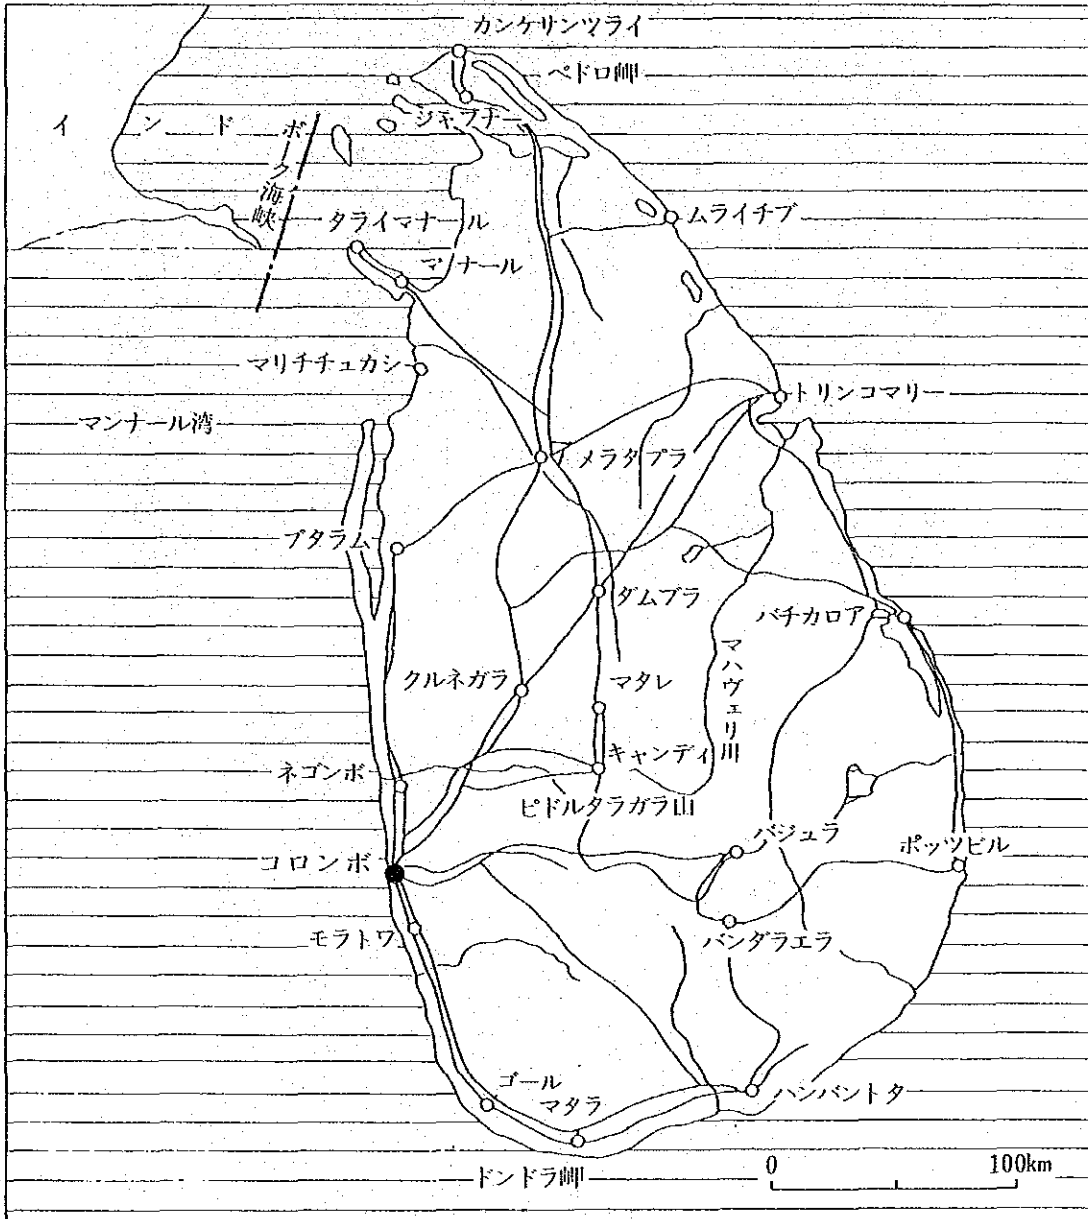 カンケサンツライ
ペドロ岬
ジャフナー
インド
ポーク海峡
タライマナール
ムライチブ
マナール
マリチチュカシ
トリンコマリー
マンナール湾
メラタプラ
プタラム
ダムブラ
バチカロア
マハヴェリ川
クルネガラ
マタレ
キャンディ
ネゴンボ
ピドルタラガラ山
バジュラ
ポッツビル
コロンボ
モラトワ
バンダラエラ
ゴール
マタラ
ハンバントタ
ドンドラ岬
0 100km